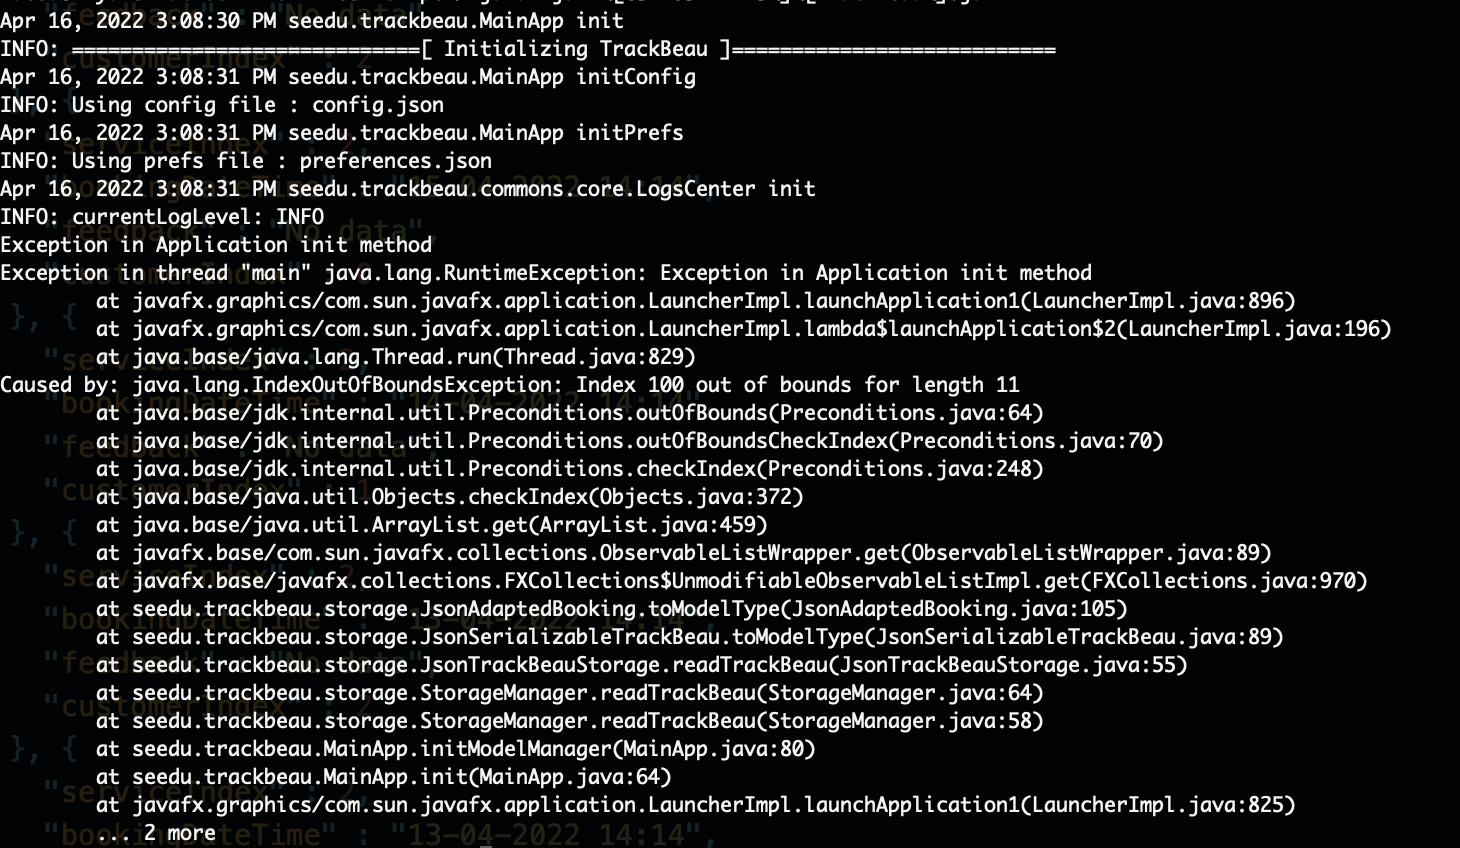 Apr 16, 2022 3:08:30 PM seedu.trackbeau.MainApp init
INFO: =============================[ Initializing TrackBeau ]===========================
Apr 16, 2022 3:08:31 PM seedu.trackbeau.MainApp initConfig
INFO: Using config file : config.json
Apr 16, 2022 3:08:31 PM seedu.trackbeau.MainApp initPrefs
INFO: Using prefs file : preferences.json
Apr 16, 2022 3:08:31 PM seedu.trackbeau.commons.core.LogsCenter init
INFO: currentLogLevel: INFO
Exception in Application init method
Exception in thread "main" java.lang.RuntimeException: Exception in Application init method
        at javafx.graphics/com.sun.javafx.application.LauncherImpl.launchApplication1(LauncherImpl.java:896)
        at javafx.graphics/com.sun.javafx.application.LauncherImpl.lambda$launchApplication$2(LauncherImpl.java:196)
        at java.base/java.lang.Thread.run(Thread.java:829)
Caused by: java.lang.IndexOutOfBoundsException: Index 100 out of bounds for length 11
        at java.base/jdk.internal.util.Preconditions.outOfBounds(Preconditions.java:64)
        at java.base/jdk.internal.util.Preconditions.outOfBoundsCheckIndex(Preconditions.java:70)
        at java.base/jdk.internal.util.Preconditions.checkIndex(Preconditions.java:248)
        at java.base/java.util.Objects.checkIndex(Objects.java:372)
        at java.base/java.util.ArrayList.get(ArrayList.java:459)
        at javafx.base/com.sun.javafx.collections.ObservableListWrapper.get(ObservableListWrapper.java:89)
        at javafx.base/javafx.collections.FXCollections$UnmodifiableObservableListImpl.get(FXCollections.java:970)
        at seedu.trackbeau.storage.JsonAdaptedBooking.toModelType(JsonAdaptedBooking.java:105)
        at seedu.trackbeau.storage.JsonSerializableTrackBeau.toModelType(JsonSerializableTrackBeau.java:89)
        at seedu.trackbeau.storage.JsonTrackBeauStorage.readTrackBeau(JsonTrackBeauStorage.java:55)
        at seedu.trackbeau.storage.StorageManager.readTrackBeau(StorageManager.java:64)
        at seedu.trackbeau.storage.StorageManager.readTrackBeau(StorageManager.java:58)
        at seedu.trackbeau.MainApp.initModelManager(MainApp.java:80)
        at seedu.trackbeau.MainApp.init(MainApp.java:64)
        at javafx.graphics/com.sun.javafx.application.LauncherImpl.launchApplication1(LauncherImpl.java:825)
        ... 2 more